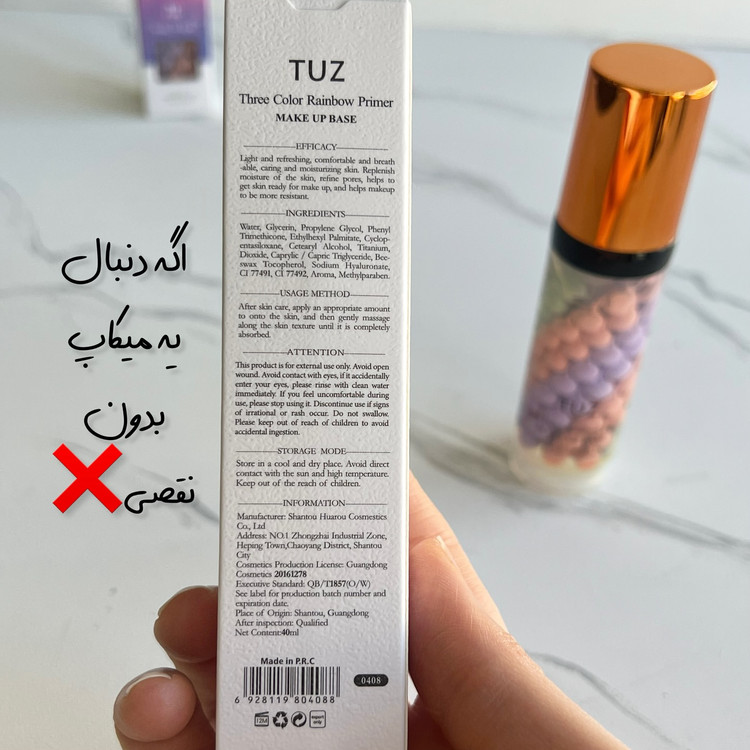 TUZ
Three Color Rainbow Primer
MAKE UP BASE
EFFICACY
Light and refreshing, comfortable and breath
-able, caring and moisturizing skin. Replenish
moisture of the skin, refine pores, helps to
get skin ready for make up, and helps makeup
to be more resistant.
INGREDIENTS
Water, Glycerin, Propylene Glycol, Phenyl
Trimethicone, Ethylhexyl Palmitate, Cyclop-
entasiloxane, Cetearyl Alcohol, Titanium,
Dioxide, Caprylic / Capric Triglyceride, Bee-
swax Tocopherol, Sodium Hyaluronate,
CI 77491, CI 77492, Aroma, Methylparaben.
USAGE METHOD
After skin care, apply an appropriate amount
to onto the skin, and then gently massage
along the skin texture until it is completely
absorbed.
ATTENTION
This product is for external use only. Avoid open
wound. Avoid contact with eyes, if it accidentally
enter your eyes, please rinse with clean water
immediately. If you feel uncomfortable during
use, please stop using it. Discontinue use if signs
of irrational or rash occur. Do not swallow.
Please keep out of reach of children to avoid
accidental ingestion.
STORAGE MODE
Store in a cool and dry place. Avoid direct
contact with the sun and high temperature.
Keep out of the reach of children.
INFORMATION
Manufacturer: Shantou Huarou Cosmestics
Co., Ltd
Address: NO.1 Zhongzhai Industrial Zone,
Heping Town,Chaoyang District, Shantou
City
Cosmetics Production License: Guangdong
Cosmetics 20161278
Executive Standard: QB/T1857(O/W)
See label for production batch number and
expiration date.
Place of Origin: Shantou, Guangdong
After inspection: Qualified
Net Content:40ml
Made in P.R.C
0408
6 928119 804088
12M
اگه دنبال
یه میکاپ
بدون
نقصی